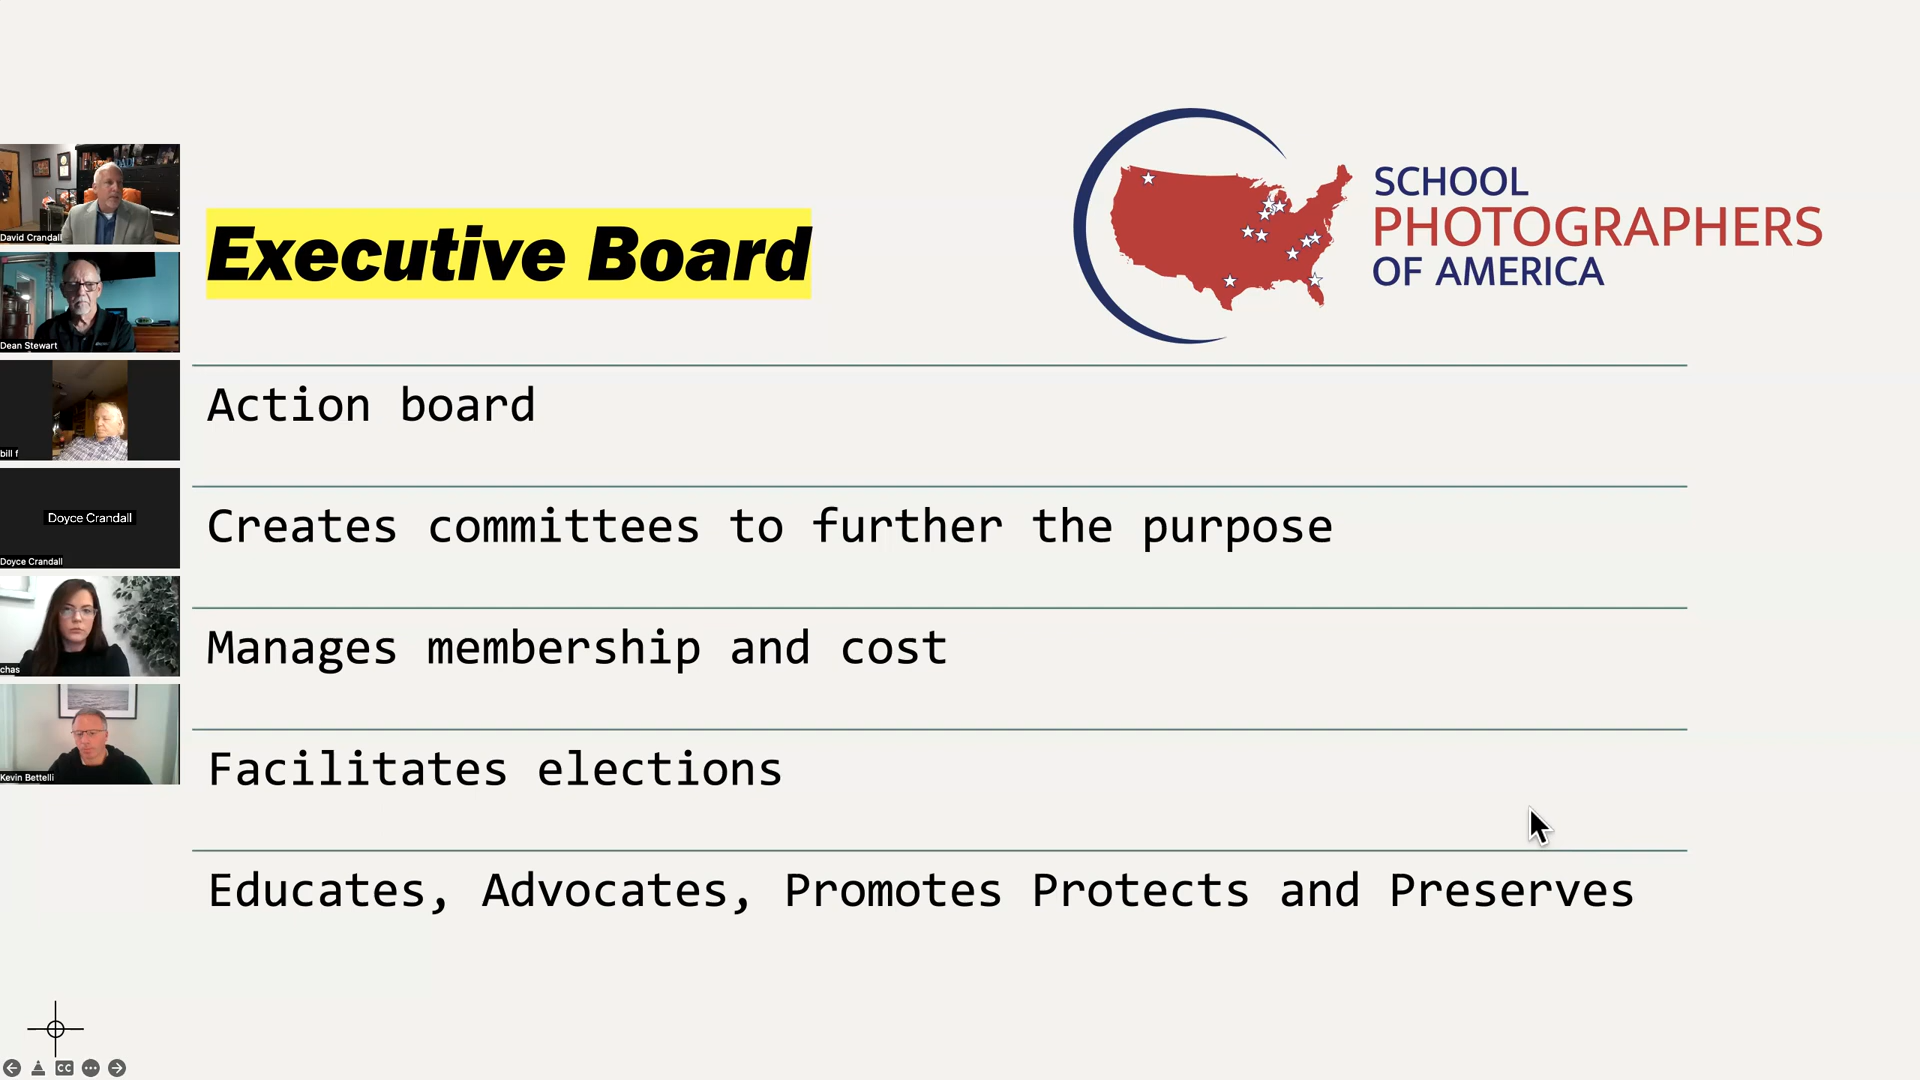 David Crandall
Dean Stewart
bill f
Doyce Crandall
Doyce Crandall
chas
Kevin Bettelli
Executive Board
SCHOOL
PHOTOGRAPHERS
OF AMERICA
Action board
Creates committees to further the purpose
Manages membership and cost
Facilitates elections
Educates, Advocates, Promotes Protects and Preserves
CC